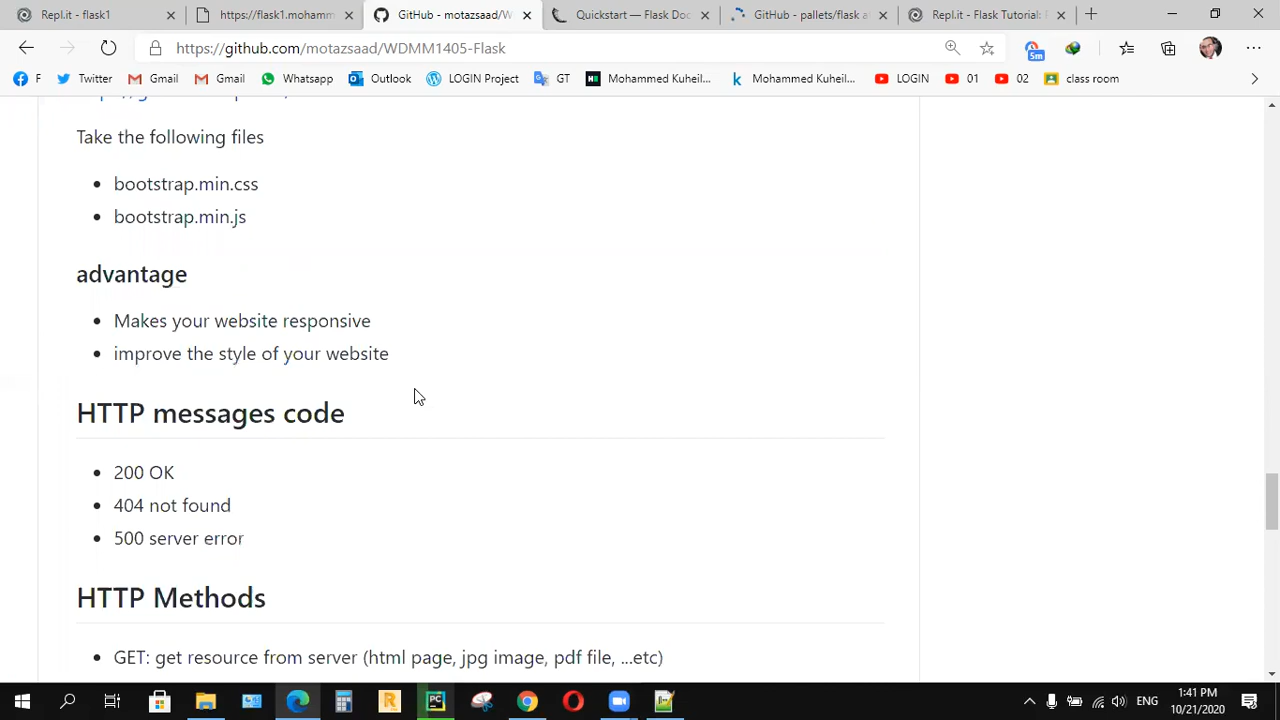 Repl.it - flask1
https://flask1.mohamm
GitHub - motazsaad/W
Quickstart — Flask Doc
GitHub - pallets/flask a
Repl.it - Flask Tutorial: E
https://github.com/motazsaad/WDMM1405-Flask
5m
F
Twitter
Gmail
Gmail
Whatsapp
Outlook
LOGIN Project
GT
Mohammed Kuheil...
Mohammed Kuheil...
LOGIN
01
02
class room
Take the following files
bootstrap.min.css
bootstrap.min.js
advantage
Makes your website responsive
improve the style of your website
HTTP messages code
200 OK
404 not found
500 server error
HTTP Methods
GET: get resource from server (html page, jpg image, pdf file, ...etc)
ENG
1:41 PM
10/21/2020